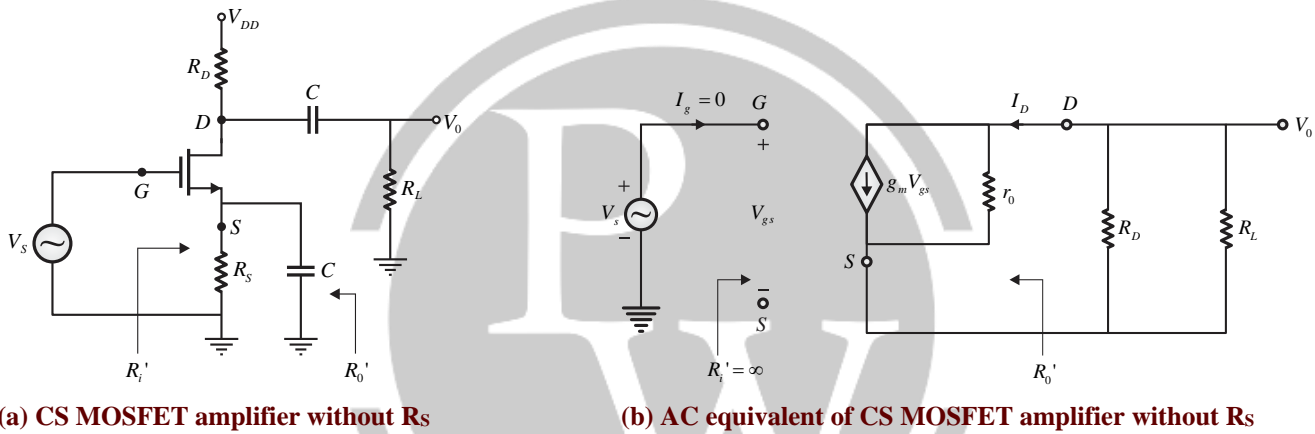 V_DD
R_D
C
D
V_0
G
R_L
S
V_S
R_S
C
R_i'
R_0'
I_g = 0
G
+
I_D
D
V_0
+
V_s
−
V_gs
g_m V_gs
r_0
R_D
R_L
S
−
S
R_i' = ∞
R_0'
(a) CS MOSFET amplifier without Rs
(b) AC equivalent of CS MOSFET amplifier without Rs
PW